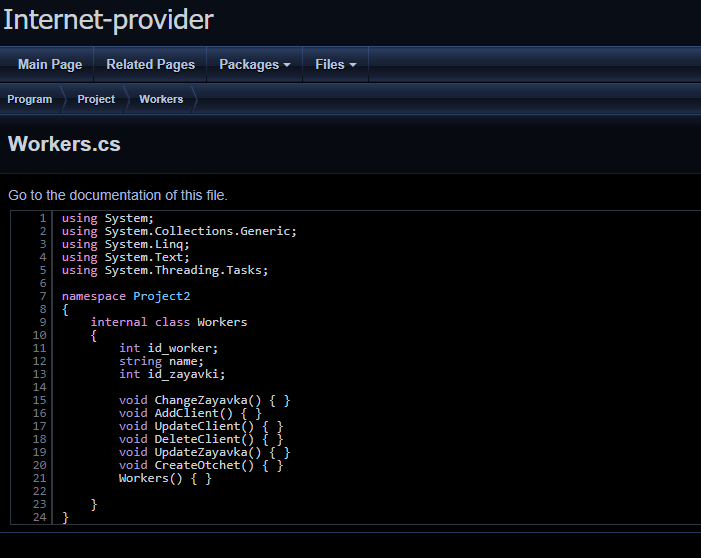 Internet-provider
Main Page Related Pages Packages Files
Program Project Workers
Workers.cs
Go to the documentation of this file.
1 using System;
2 using System.Collections.Generic;
3 using System.Linq;
4 using System.Text;
5 using System.Threading.Tasks;
6
7 namespace Project2
8 {
9     internal class Workers
10     {
11         int id_worker;
12         string name;
13         int id_zayavki;
14
15         void ChangeZayavka() { }
16         void AddClient() { }
17         void UpdateClient() { }
18         void DeleteClient() { }
19         void UpdateZayavka() { }
20         void CreateOtchet() { }
21         Workers() { }
22
23     }
24 }